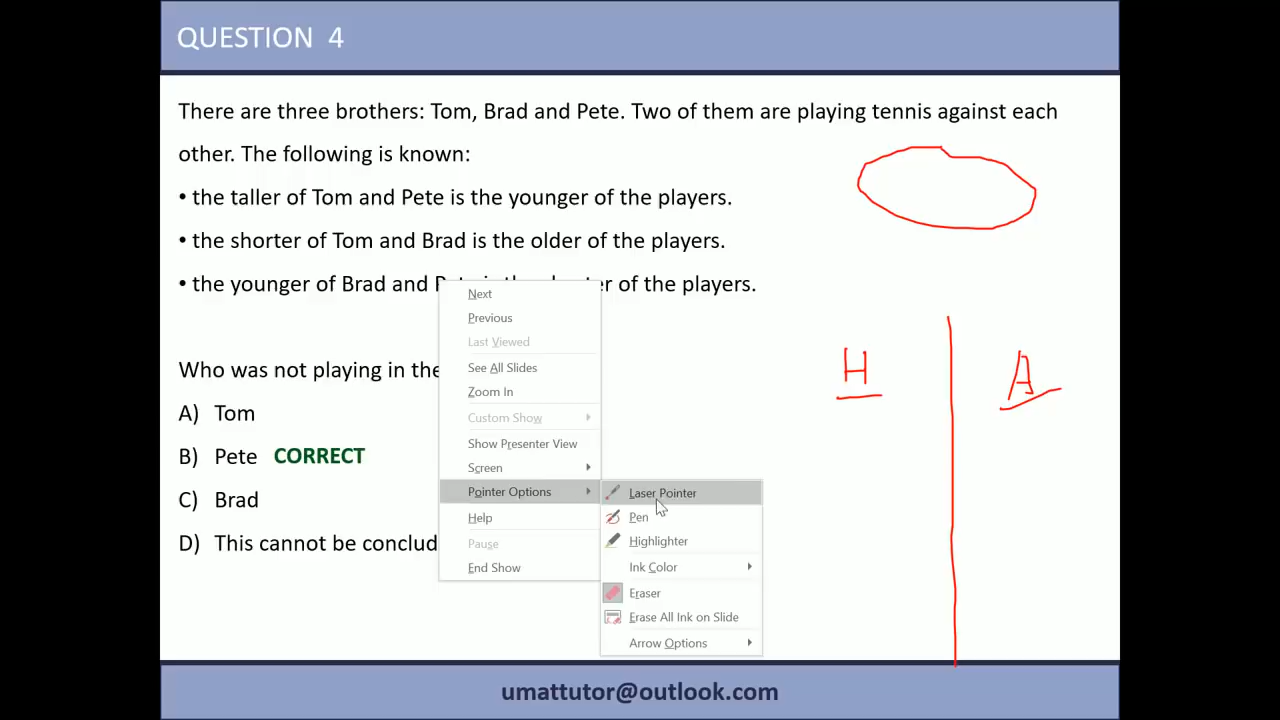 QUESTION 4
There are three brothers: Tom, Brad and Pete. Two of them are playing tennis against each
other. The following is known:
• the taller of Tom and Pete is the younger of the players.
• the shorter of Tom and Brad is the older of the players.
• the younger of Brad and of the players.
Next
Previous
Last Viewed
See All Slides
Zoom In
Custom Show
Show Presenter View
Screen
Pointer Options
Help
Pause
End Show
Laser Pointer
Pen
Highlighter
Ink Color
Eraser
Erase All Ink on Slide
Arrow Options
Who was not playing in the
A) Tom
B) Pete CORRECT
C) Brad
D) This cannot be conclud
H A
umattutor@outlook.com